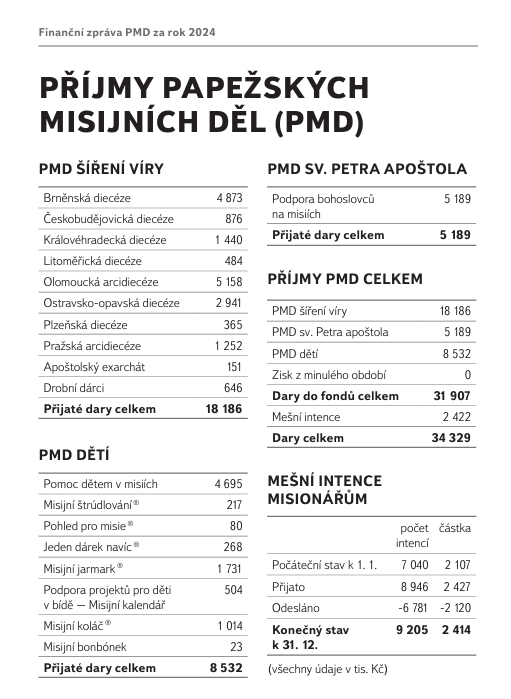 Finanční zpráva PMD za rok 2024
PŘÍJMY PAPEŽSKÝCH
MISIJNÍCH DĚL (PMD)
PMD ŠÍŘENÍ VÍRY
Brněnská diecéze 4 873
Českobudějovická diecéze 876
Královéhradecká diecéze 1 440
Litoměřická diecéze 484
Olomoucká arcidiecéze 5 158
Ostravsko-opavská diecéze 2 941
Plzeňská diecéze 365
Pražská arcidiecéze 1 252
Apoštolský exarchát 151
Drobní dárci 646
Přijaté dary celkem 18 186
PMD DĚTÍ
Pomoc dětem v misiích 4 695
Misijní štrúdlování® 217
Pohled pro misie® 80
Jeden dárek navíc® 268
Misijní jarmark® 1 731
Podpora projektů pro děti 504
v bídě — Misijní kalendář
Misijní koláč® 1 014
Misijní bonbónek 23
Přijaté dary celkem 8 532
PMD SV. PETRA APOŠTOLA
Podpora bohoslovců 5 189
na misiích
Přijaté dary celkem 5 189
PŘÍJMY PMD CELKEM
PMD šíření víry 18 186
PMD sv. Petra apoštola 5 189
PMD dětí 8 532
Zisk z minulého období 0
Dary do fondů celkem 31 907
Mešní intence 2 422
Dary celkem 34 329
MEŠNÍ INTENCE
MISIONÁŘŮM
počet částka
intencí
Počáteční stav k 1. 1. 7 040 2 107
Přijato 8 946 2 427
Odesláno -6 781 -2 120
Konečný stav 9 205 2 414
k 31. 12.
(všechny údaje v tis. Kč)